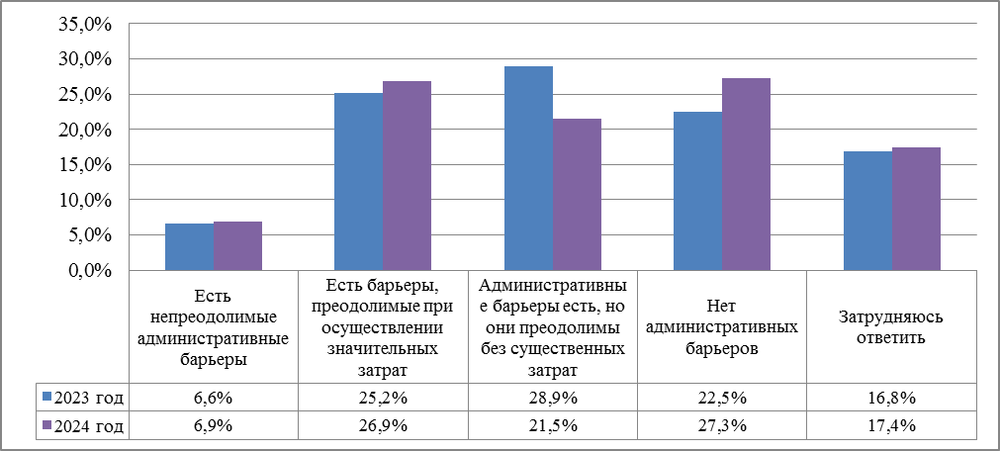 35,0%
30,0%
25,0%
20,0%
15,0%
10,0%
5,0%
0,0%
Есть
непреодолимые
административные
барьеры
Есть барьеры,
преодолимые при
осуществлении
значительных
затрат
Административны
е барьеры есть, но
они преодолимы
без существенных
затрат
Нет
административных
барьеров
Затрудняюсь
ответить
2023 год 6,6% 25,2% 28,9% 22,5% 16,8%
2024 год 6,9% 26,9% 21,5% 27,3% 17,4%